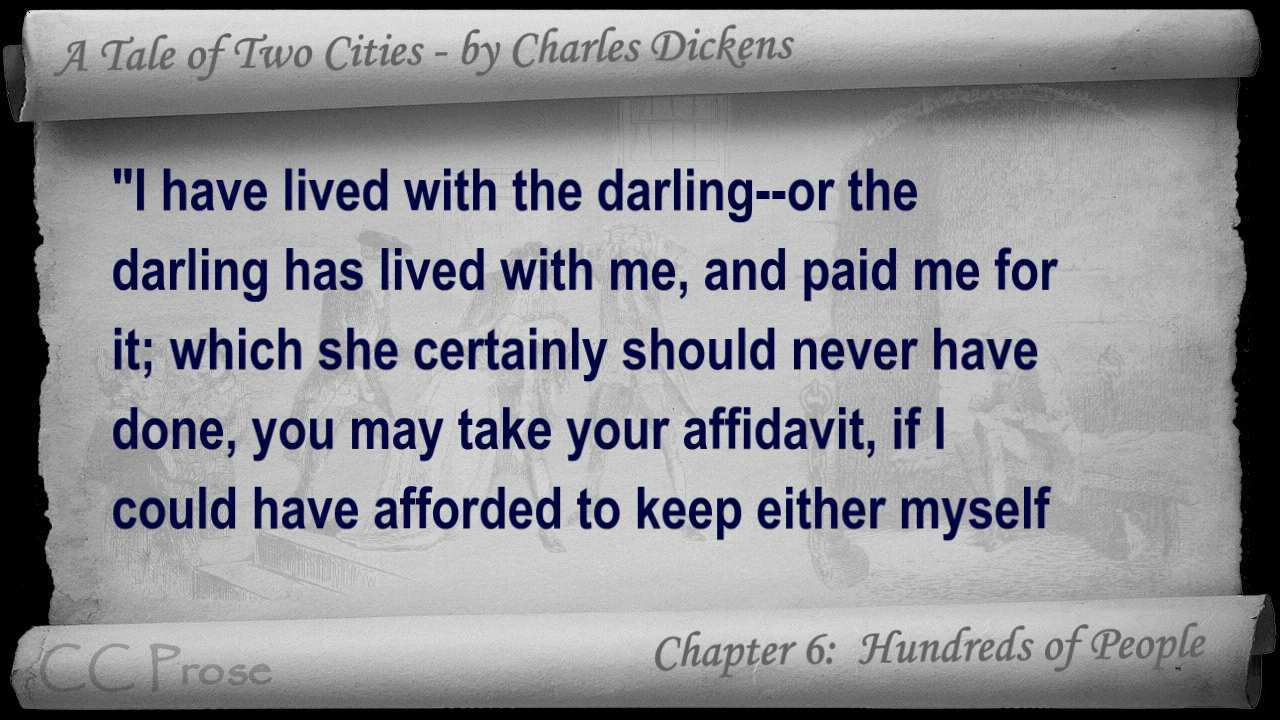 A Tale of Two Cities - by Charles Dickens
"I have lived with the darling--or the
darling has lived with me, and paid me for
it; which she certainly should never have
done, you may take your affidavit, if I
could have afforded to keep either myself
CC Prose
Chapter 6: Hundreds of People